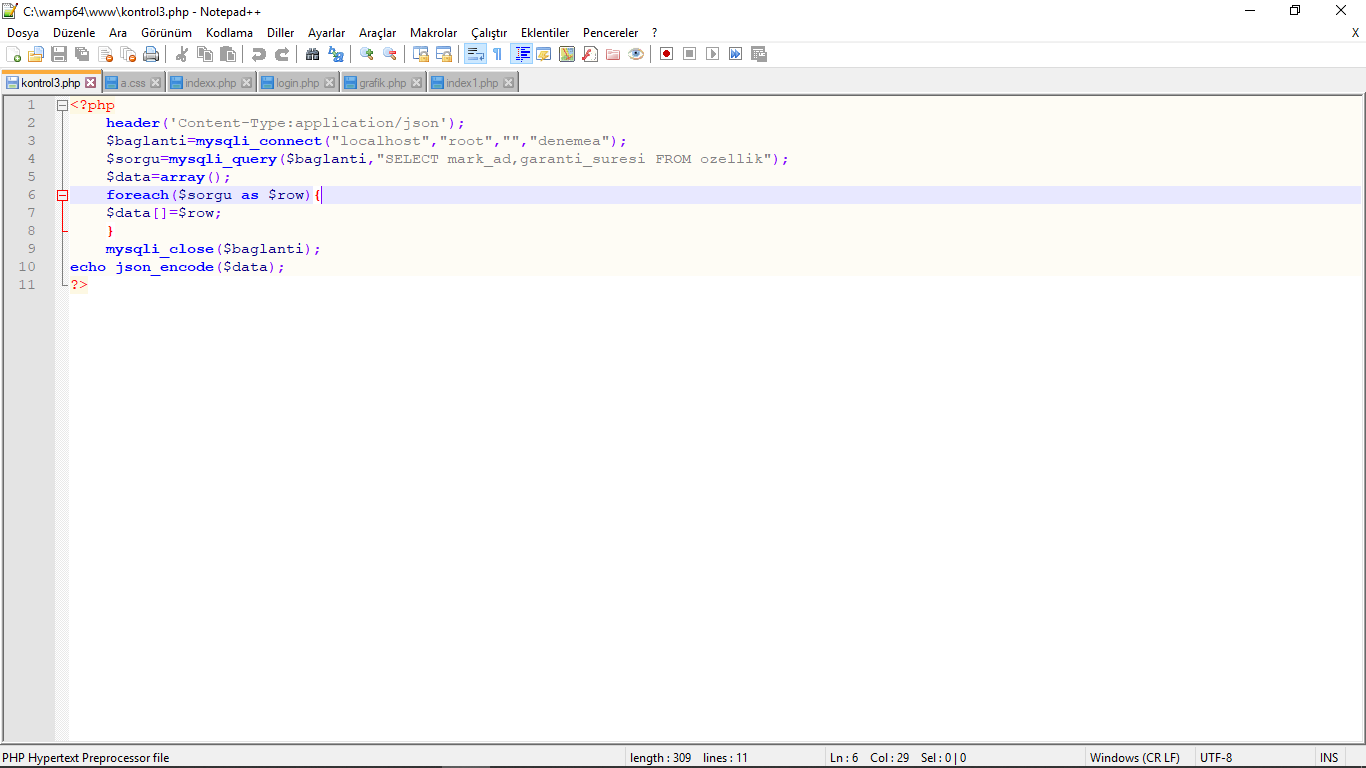 C:\wamp64\www\kontrol3.php - Notepad++
Dosya Düzenle Ara Görünüm Kodlama Diller Ayarlar Araçlar Makrolar Çalıştır Eklentiler Pencereler ? X
kontrol3.php a.css indexx.php login.php grafik.php index1.php
1 <?php
2 header('Content-Type:application/json');
3 $baglanti=mysqli_connect("localhost","root","","denemea");
4 $sorgu=mysqli_query($baglanti,"SELECT mark_ad,garanti_suresi FROM ozellik");
5 $data=array();
6 foreach($sorgu as $row){
7 $data[]=$row;
8 }
9 mysqli_close($baglanti);
10 echo json_encode($data);
11 ?>
PHP Hypertext Preprocessor file length : 309 lines : 11 Ln : 6 Col : 29 Sel : 0 | 0 Windows (CR LF) UTF-8 INS